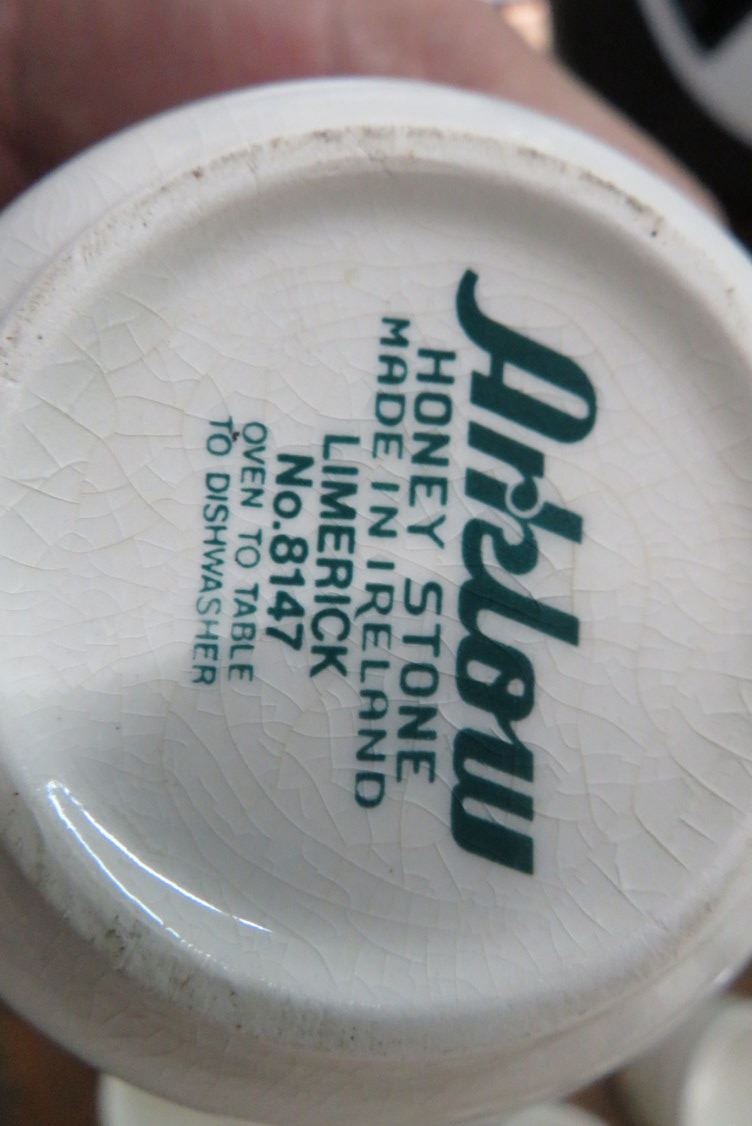 Arklow
HONEY STONE
MADE IN IRELAND
LIMERICK
No.8147
OVEN TO TABLE
TO DISHWASHER